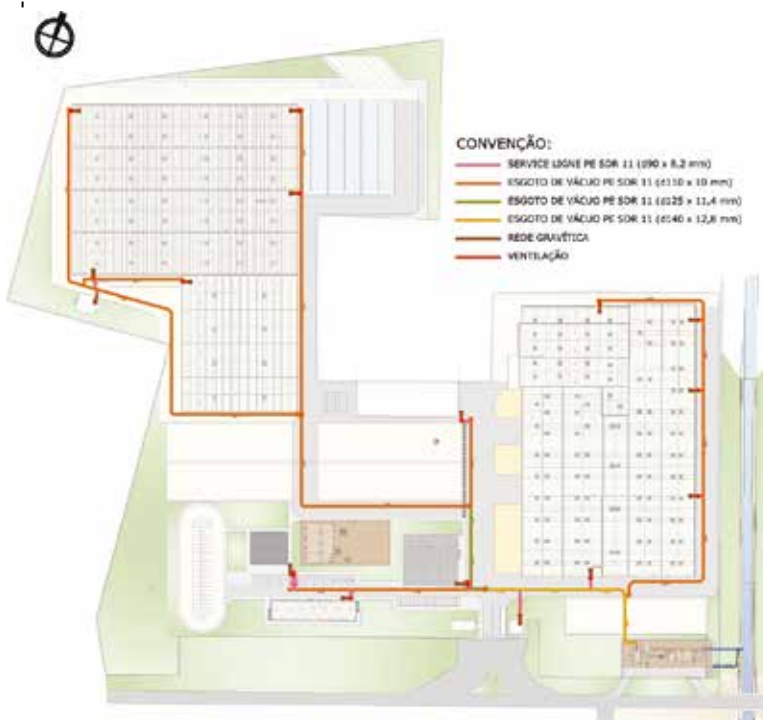 CONVENÇÃO:
SERVICE LIGNE PE SDR 11 (d90 x 8,2 mm)
ESGOTO DE VÁCUO PE SDR 11 (d110 x 10 mm)
ESGOTO DE VÁCUO PE SDR 11 (d125 x 11,4 mm)
ESGOTO DE VÁCUO PE SDR 11 (d140 x 12,8 mm)
REDE GRAVÍTICA
VENTILAÇÃO